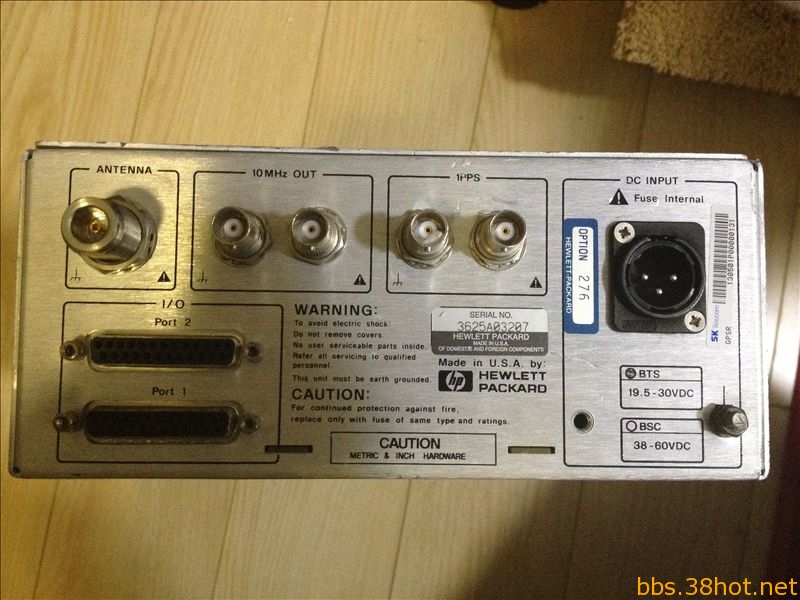 ANTENNA
10MHz OUT
1PPS
DC INPUT
Fuse Internal
OPTION 276
HEWLETT-PACKARD
130501P00000131
SK Telecom
GPSR
I/O
Port 2
Port 1
WARNING:
To avoid electric shock:
Do not remove covers.
No user serviceable parts inside.
Refer all servicing to qualified
personnel.
This unit must be earth grounded.
CAUTION:
For continued protection against fire,
replace only with fuse of same type and ratings.
SERIAL NO.
3625A03207
HEWLETT PACKARD
MADE IN U.S.A.
OF DOMESTIC AND FOREIGN COMPONENTS
Made in U.S.A. by:
hp HEWLETT
PACKARD
CAUTION
METRIC & INCH HARDWARE
BTS
19.5-30VDC
BSC
38-60VDC
bbs.38hot.net